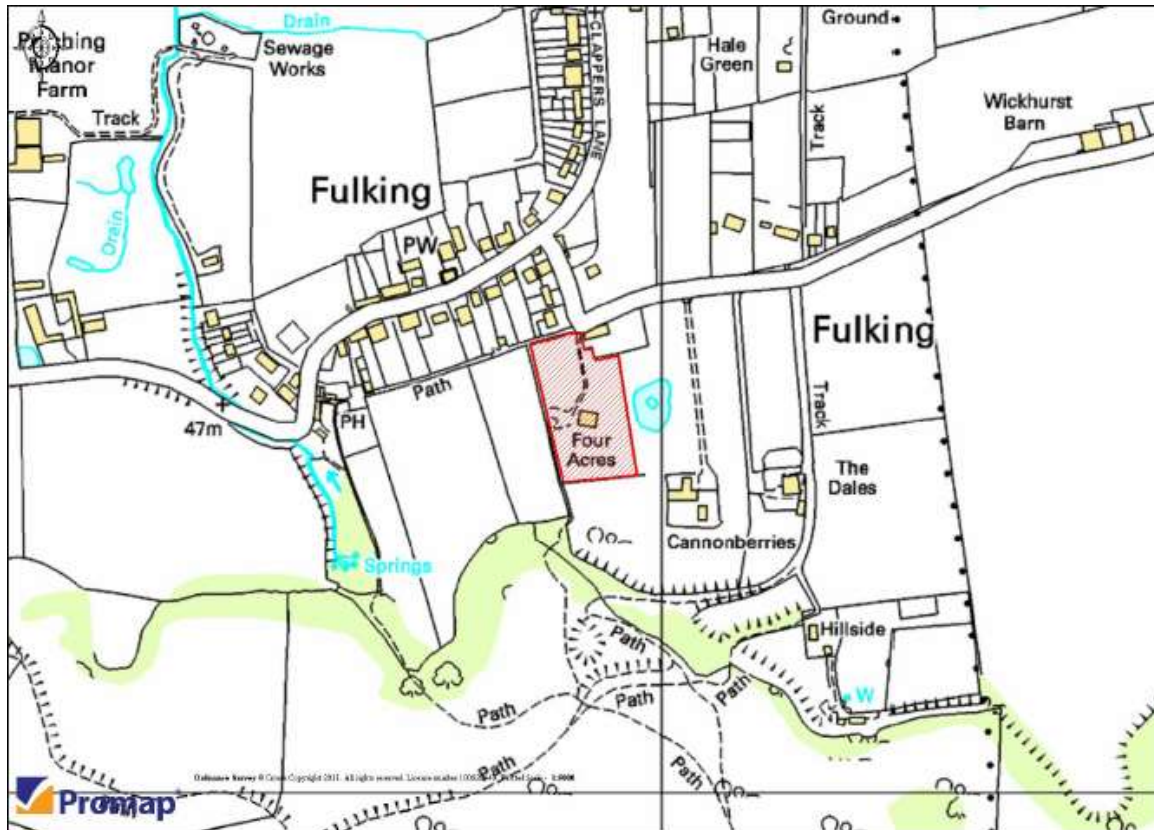 Drain
Sewage
Works
Manor
Farm
Track
Drain
CLAPPERS
LANE
Hale
Green
Ground
Track
Wickhurst
Barn
Fulking
PW
Fulking
Path
PH
47m
Four
Acres
Track
The
Dales
Cannonberries
Springs
Hillside
W
Path
Path
Path
Path
Path
Path
Path
Promap